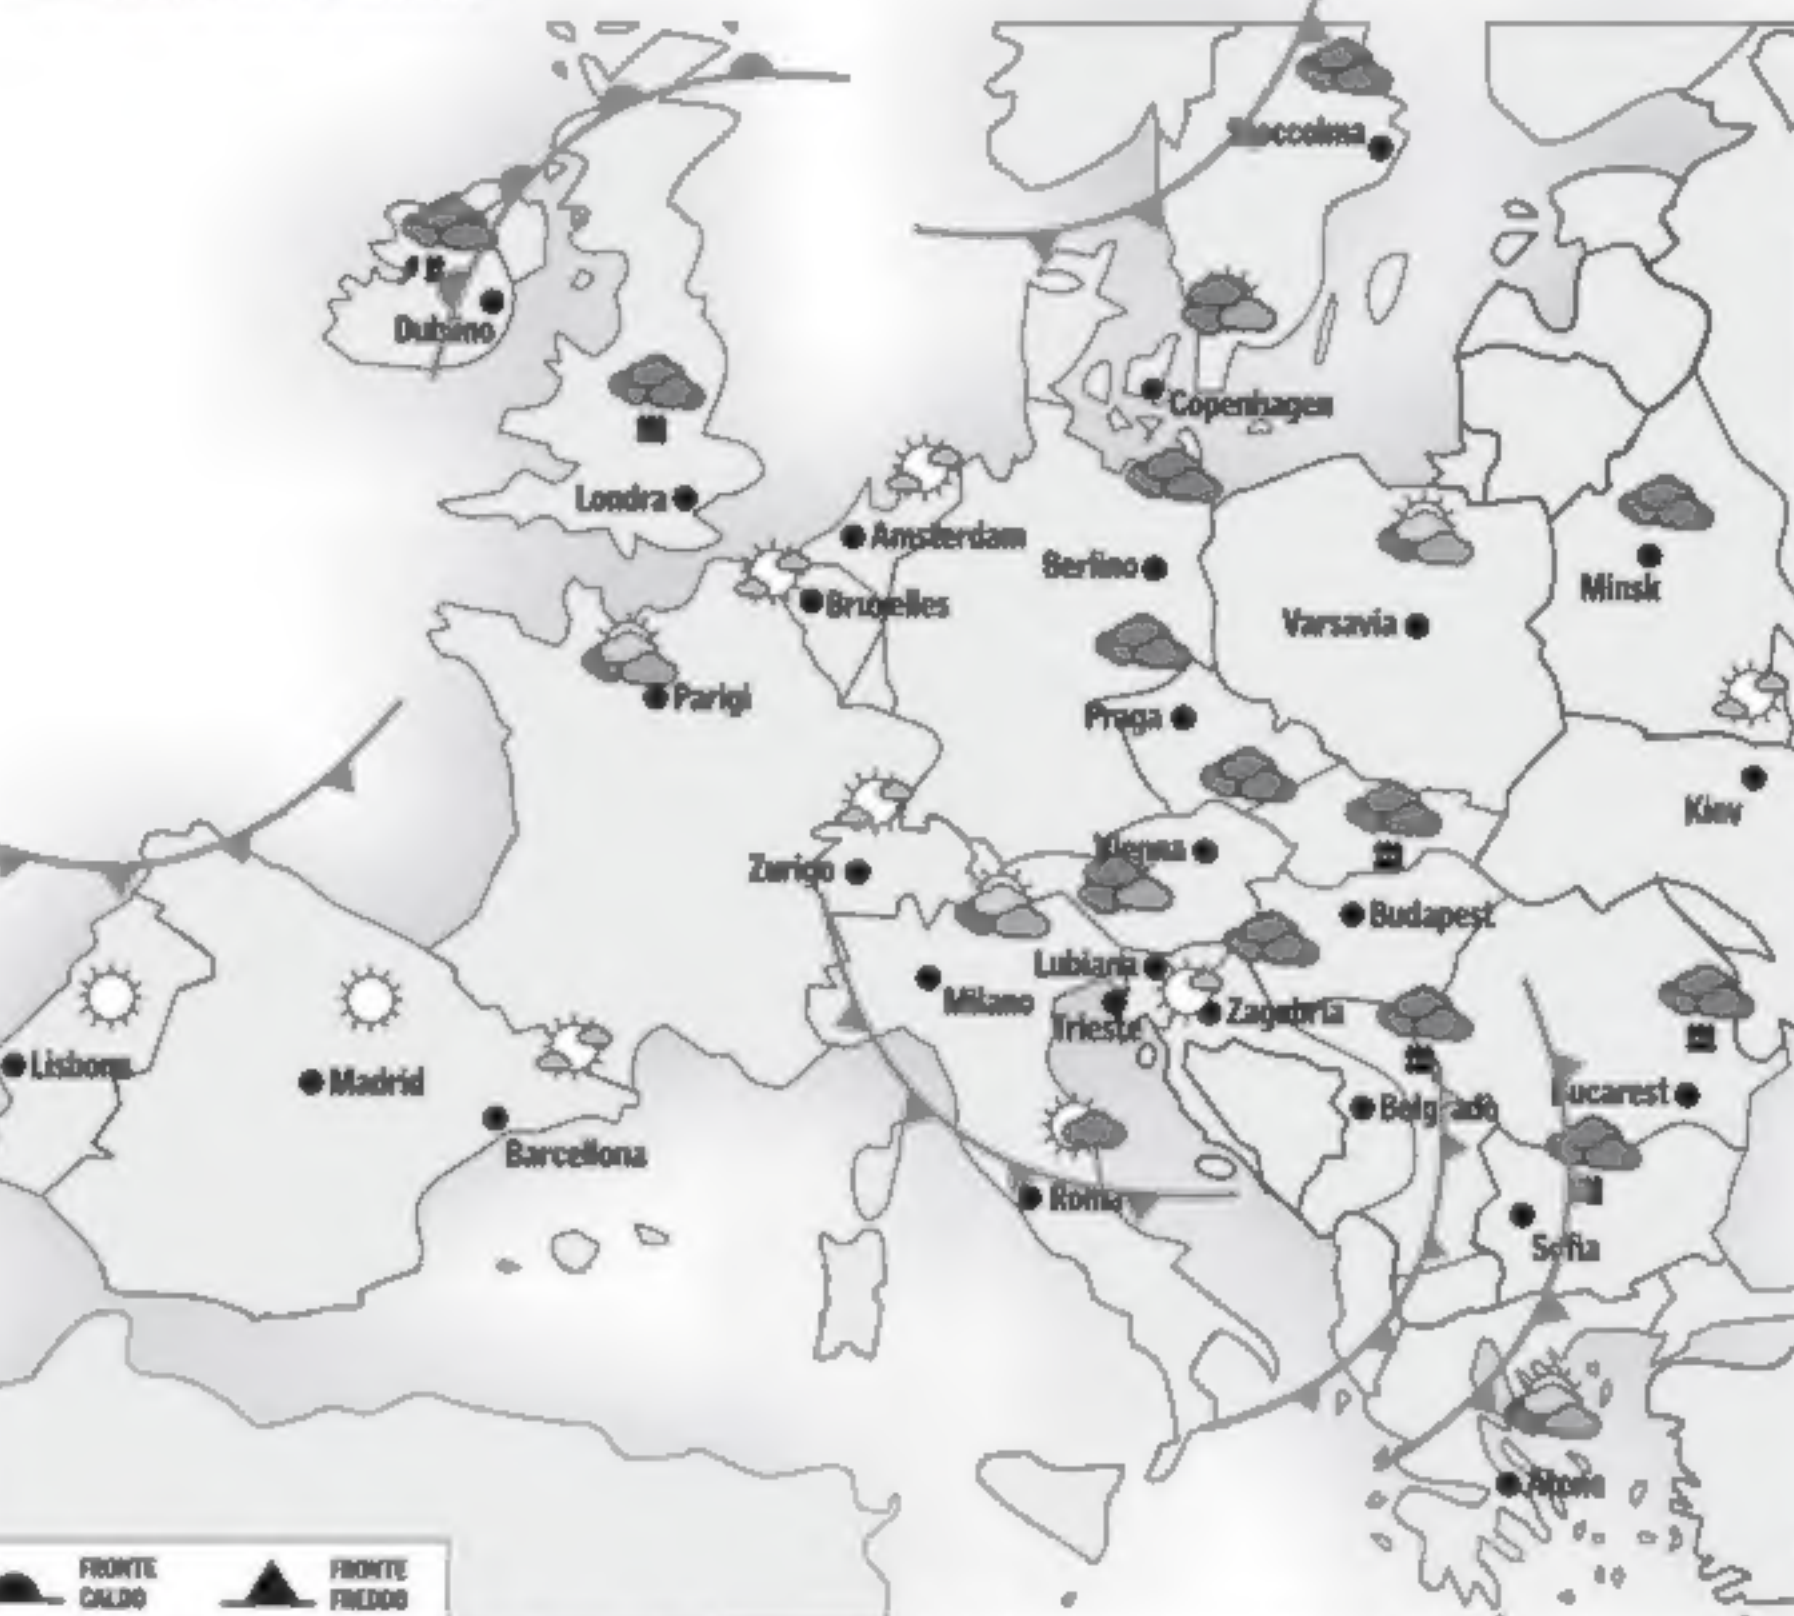 Stoccolma
Dublino
Copenhagen
Londra
Amsterdam
Berlino
Minsk
Bruxelles
Varsavia
Parigi
Praga
Kiev
Vienna
Zurigo
Budapest
Lubiana
Milano
Zagabria
Trieste
Lisbona
Madrid
Belgrado
Bucarest
Barcellona
Roma
Sofia
Atene
FRONTE
CALDO
FRONTE
FREDDO